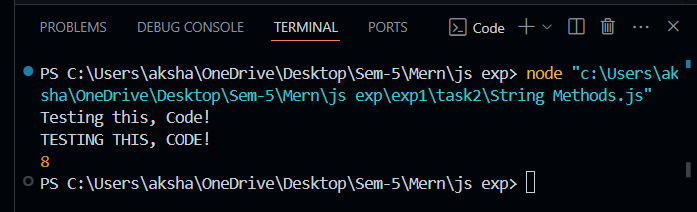 PROBLEMS DEBUG CONSOLE TERMINAL PORTS Code
PS C:\Users\aksha\OneDrive\Desktop\Sem-5\Mern\js exp> node "c:\Users\ak
sha\OneDrive\Desktop\Sem-5\Mern\js exp\exp1\task2\String Methods.js"
Testing this, Code!
TESTING THIS, CODE!
8
PS C:\Users\aksha\OneDrive\Desktop\Sem-5\Mern\js exp>